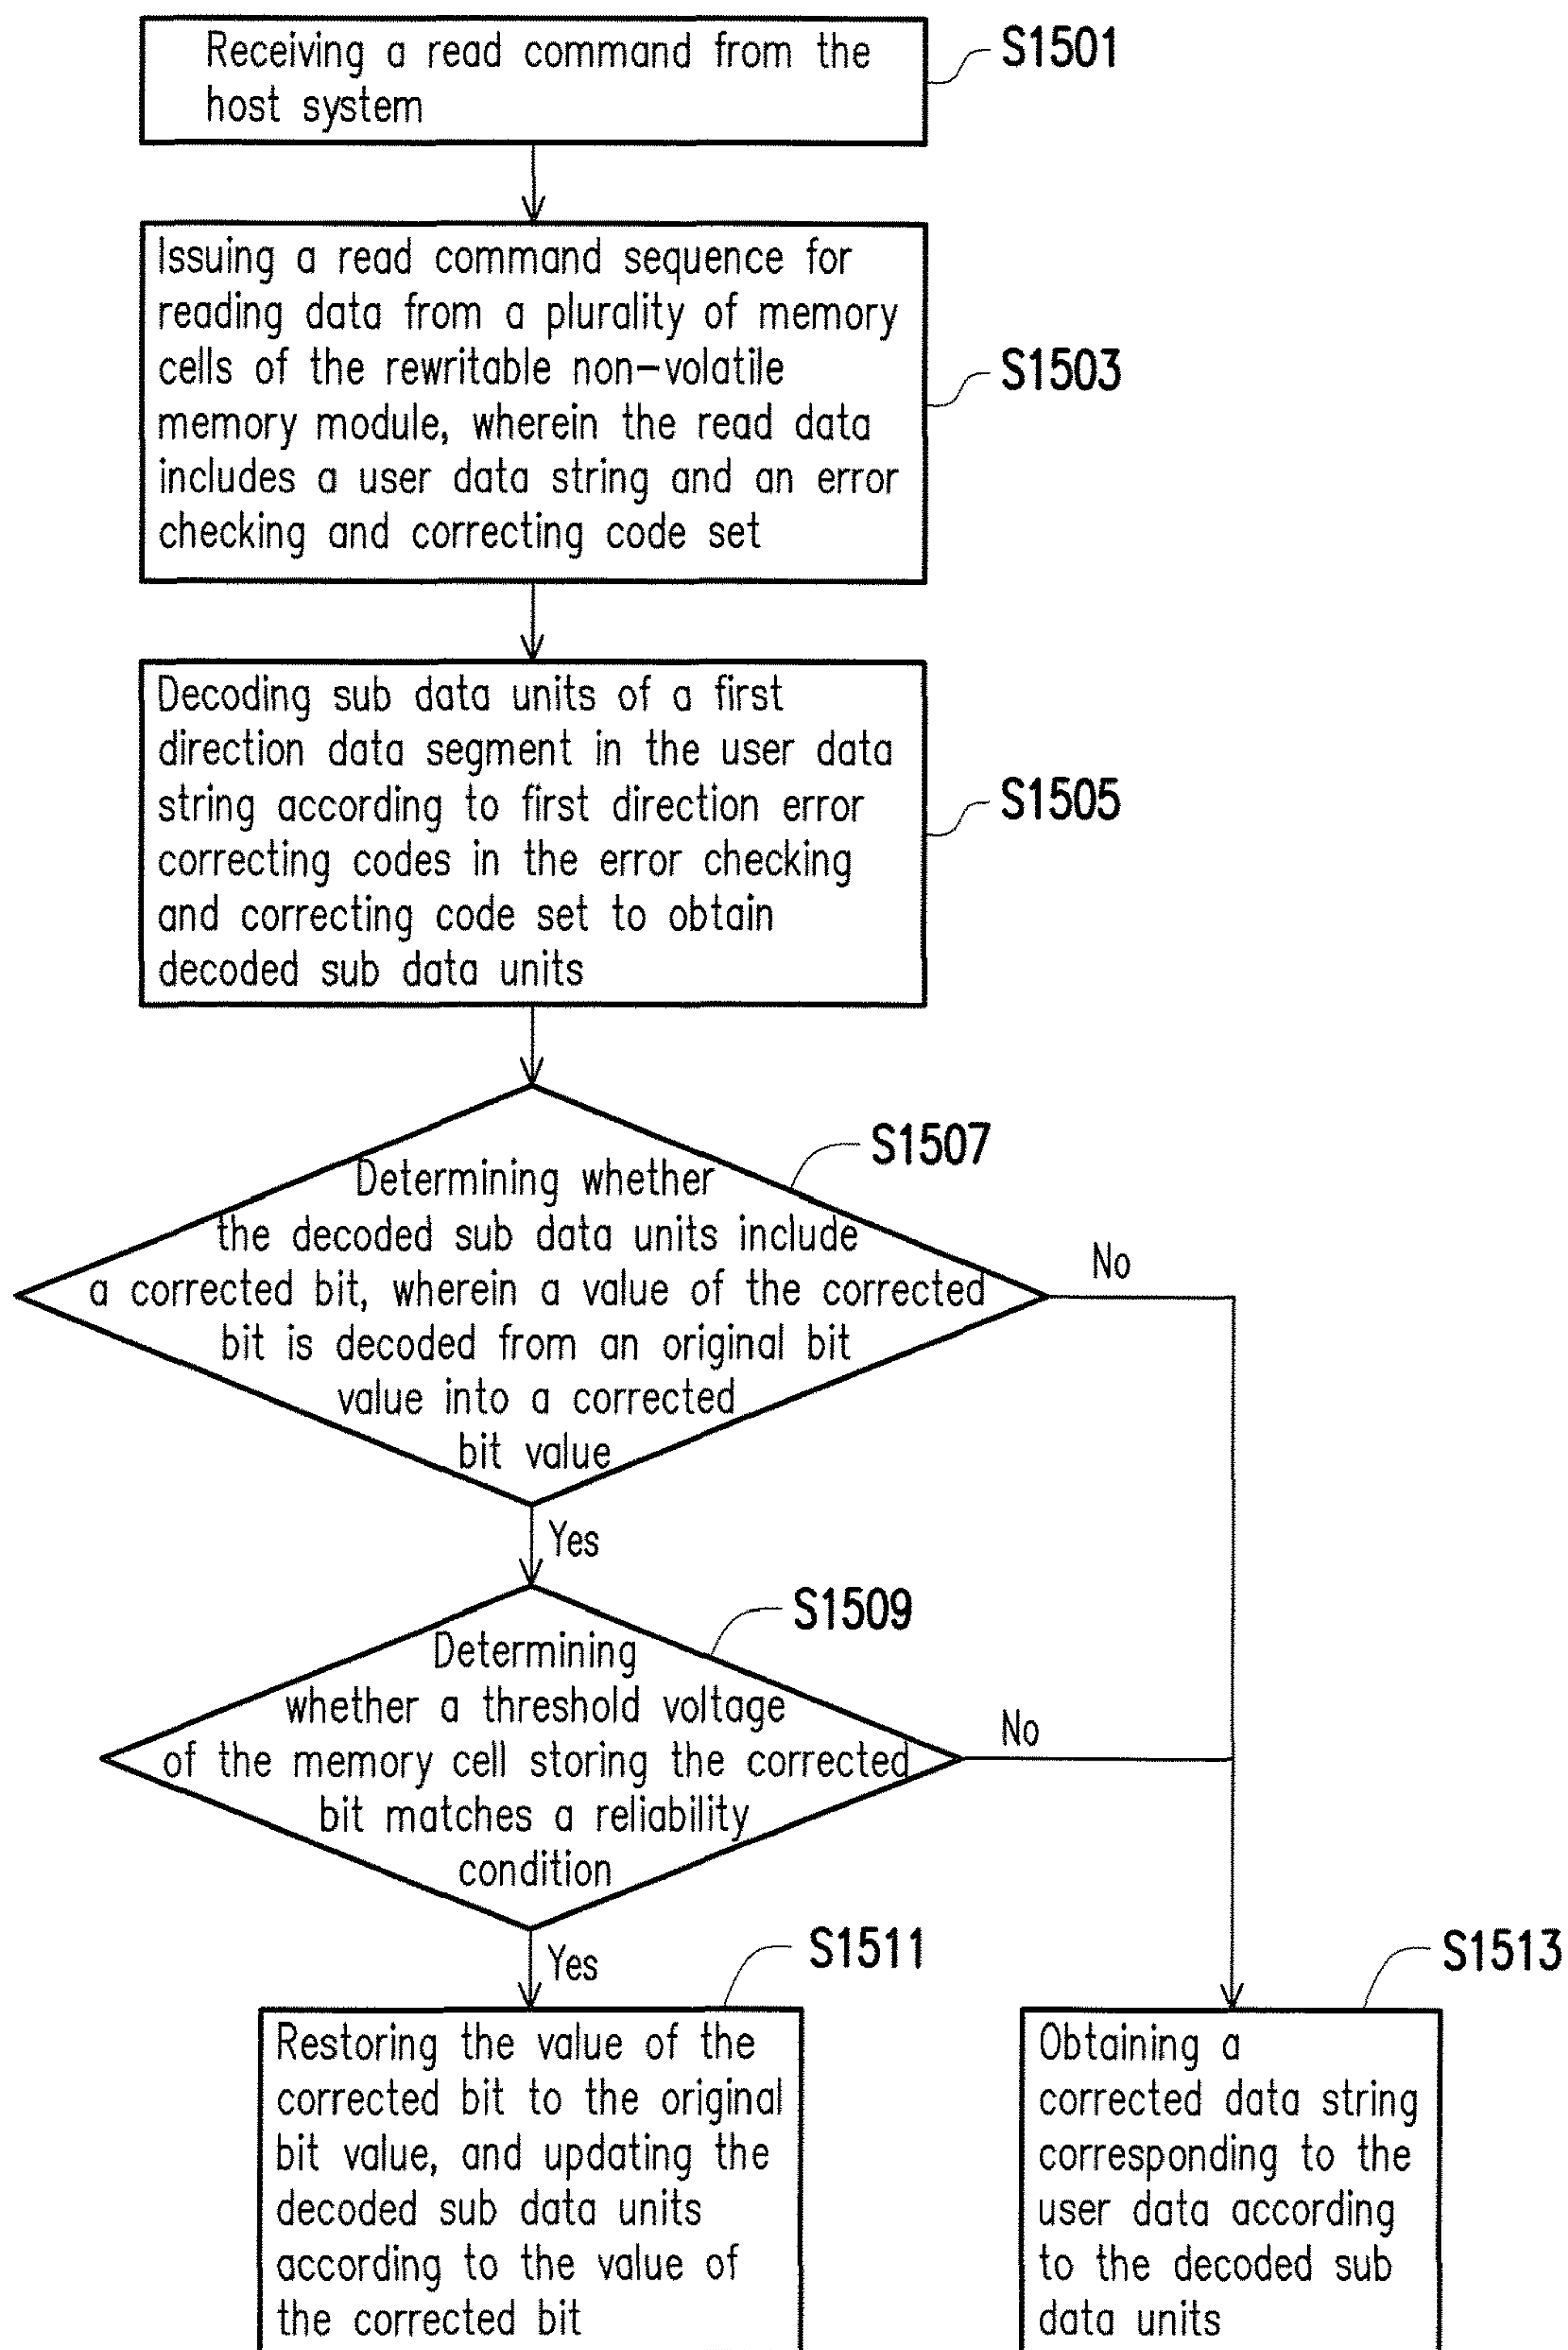 Receiving a read command from the
host system
S1501
Issuing a read command sequence for
reading data from a plurality of memory
cells of the rewritable non-volatile
memory module, wherein the read data
includes a user data string and an error
checking and correcting code set
S1503
Decoding sub data units of a first
direction data segment in the user data
string according to first direction error
correcting codes in the error checking
and correcting code set to obtain
decoded sub data units
S1505
S1507
Determining whether
the decoded sub data units include
a corrected bit, wherein a value of the corrected
bit is decoded from an original bit
value into a corrected
bit value
No
Yes
S1509
Determining
whether a threshold voltage
of the memory cell storing the corrected
bit matches a reliability
condition
No
Yes
S1511
Restoring the value of the
corrected bit to the original
bit value, and updating the
decoded sub data units
according to the value of
the corrected bit
S1513
Obtaining a
corrected data string
corresponding to the
user data according
to the decoded sub
data units